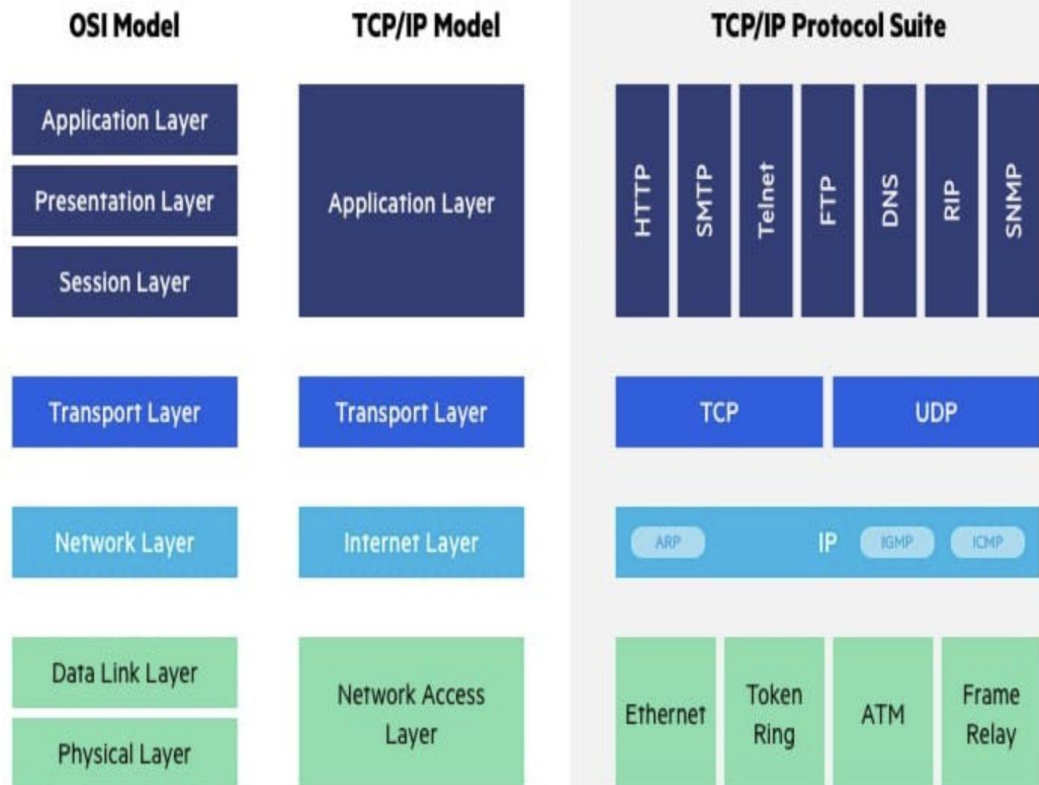 OSI Model
TCP/IP Model
TCP/IP Protocol Suite
Application Layer
Presentation Layer
Session Layer
Application Layer
HTTP
SMTP
Telnet
FTP
DNS
RIP
SNMP
Transport Layer
Transport Layer
TCP
UDP
Network Layer
Internet Layer
ARP
IP
IGMP
ICMP
Data Link Layer
Physical Layer
Network Access
Layer
Ethernet
Token
Ring
ATM
Frame
Relay